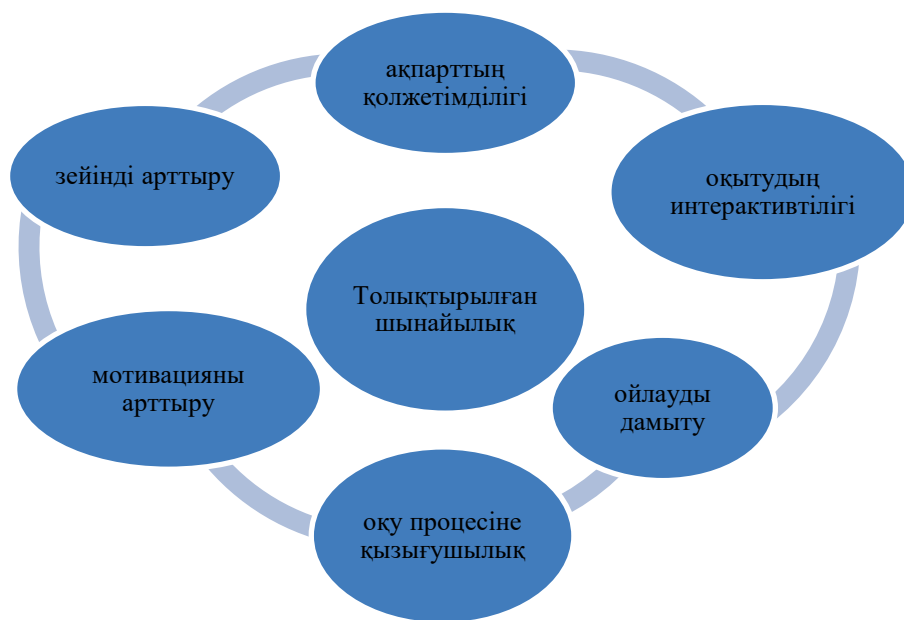 ақпарттың
қолжетімділігі
оқытудың
интерактивтілігі
ойлауды
дамыту
оқу процесіне
қызығушылық
мотивацияны
арттыру
зейінді арттыру
Толықтырылған
шынайылық